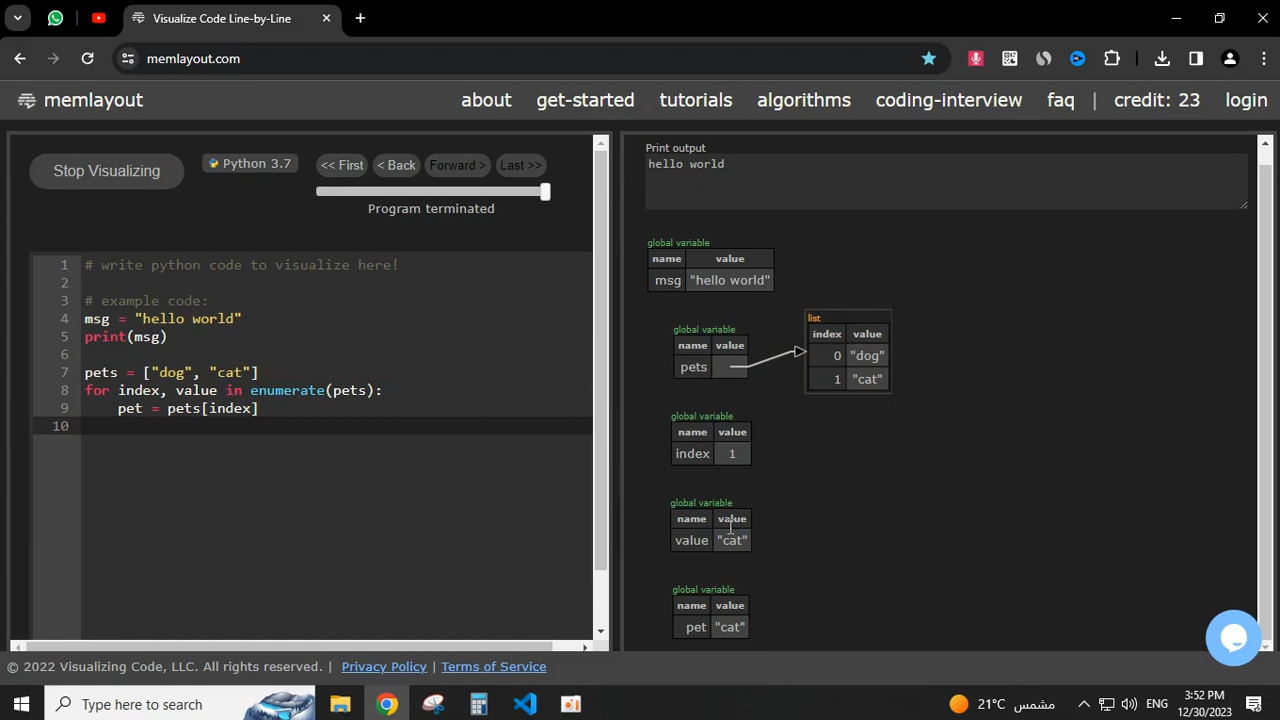 Visualize Code Line-by-Line
memlayout.com
memlayout
about get-started tutorials algorithms coding-interview faq | credit: 23 login
Stop Visualizing
Python 3.7
<< First
< Back
Forward >
Last >>
Program terminated
1 # write python code to visualize here!
2
3 # example code:
4 msg = "hello world"
5 print(msg)
6
7 pets = ["dog", "cat"]
8 for index, value in enumerate(pets):
9 pet = pets[index]
10
Print output
hello world
global variable
name value
msg "hello world"
global variable
name value
pets
list
index value
0 "dog"
1 "cat"
global variable
name value
index 1
global variable
name value
value "cat"
global variable
name value
pet "cat"
© 2022 Visualizing Code, LLC. All rights reserved. | Privacy Policy | Terms of Service
Type here to search
21°C مشمس
ENG
3:52 PM
12/30/2023